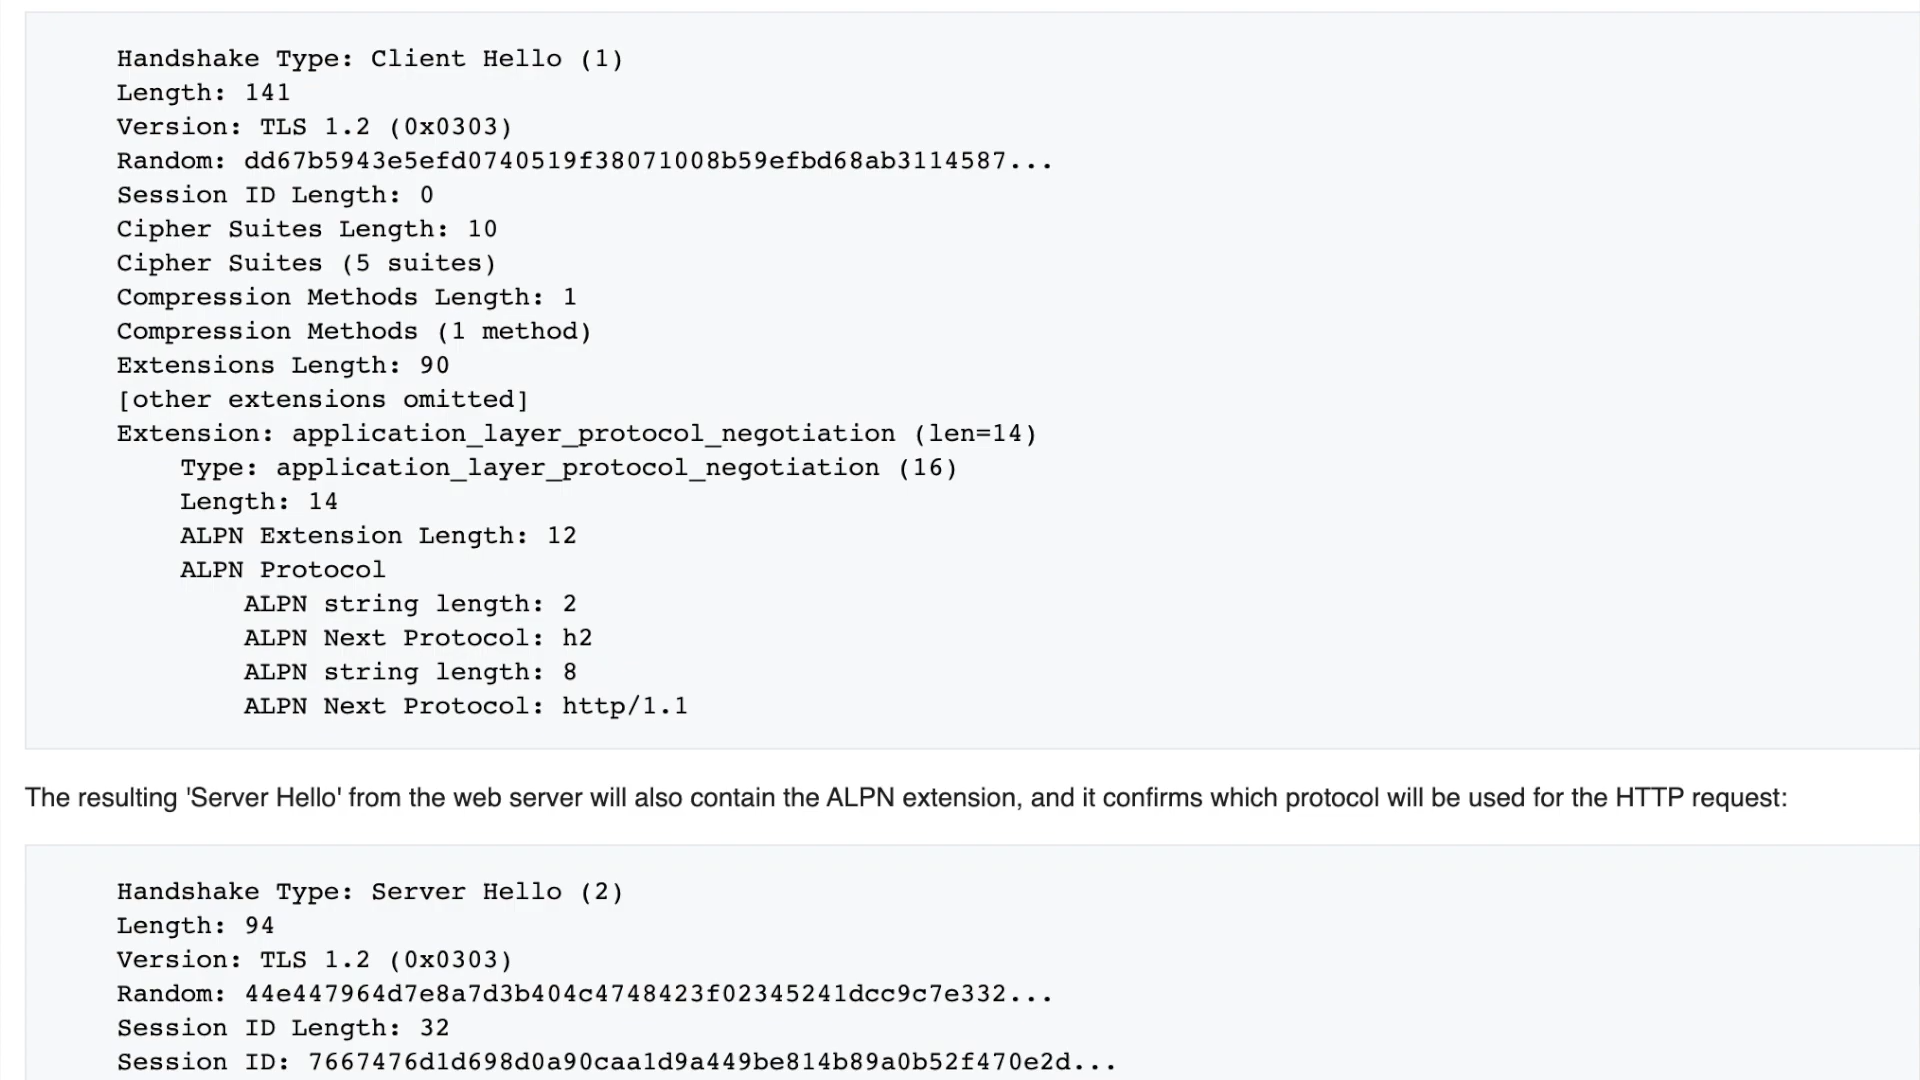 Handshake Type: Client Hello (1)
Length: 141
Version: TLS 1.2 (0x0303)
Random: dd67b5943e5efd0740519f38071008b59efbd68ab3114587...
Session ID Length: 0
Cipher Suites Length: 10
Cipher Suites (5 suites)
Compression Methods Length: 1
Compression Methods (1 method)
Extensions Length: 90
[other extensions omitted]
Extension: application_layer_protocol_negotiation (len=14)
Type: application_layer_protocol_negotiation (16)
Length: 14
ALPN Extension Length: 12
ALPN Protocol
ALPN string length: 2
ALPN Next Protocol: h2
ALPN string length: 8
ALPN Next Protocol: http/1.1
The resulting 'Server Hello' from the web server will also contain the ALPN extension, and it confirms which protocol will be used for the HTTP request:
Handshake Type: Server Hello (2)
Length: 94
Version: TLS 1.2 (0x0303)
Random: 44e447964d7e8a7d3b404c4748423f02345241dcc9c7e332...
Session ID Length: 32
Session ID: 7667476d1d698d0a90caa1d9a449be814b89a0b52f470e2d...